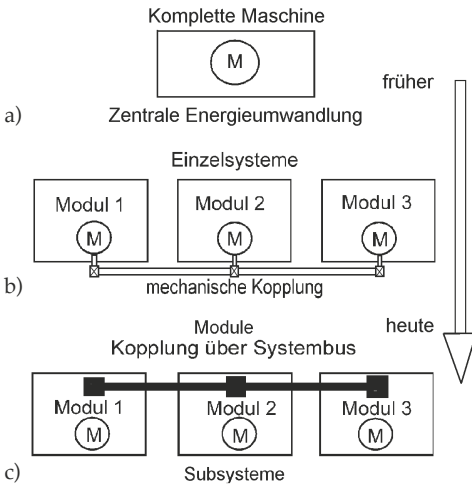 Komplette Maschine
M
früher
a) Zentrale Energieumwandlung
Einzelsysteme
Modul 1 Modul 2 Modul 3
M M M
b) mechanische Kopplung
Module
heute
Kopplung über Systembus
Modul 1 Modul 2 Modul 3
M M M
c) Subsysteme